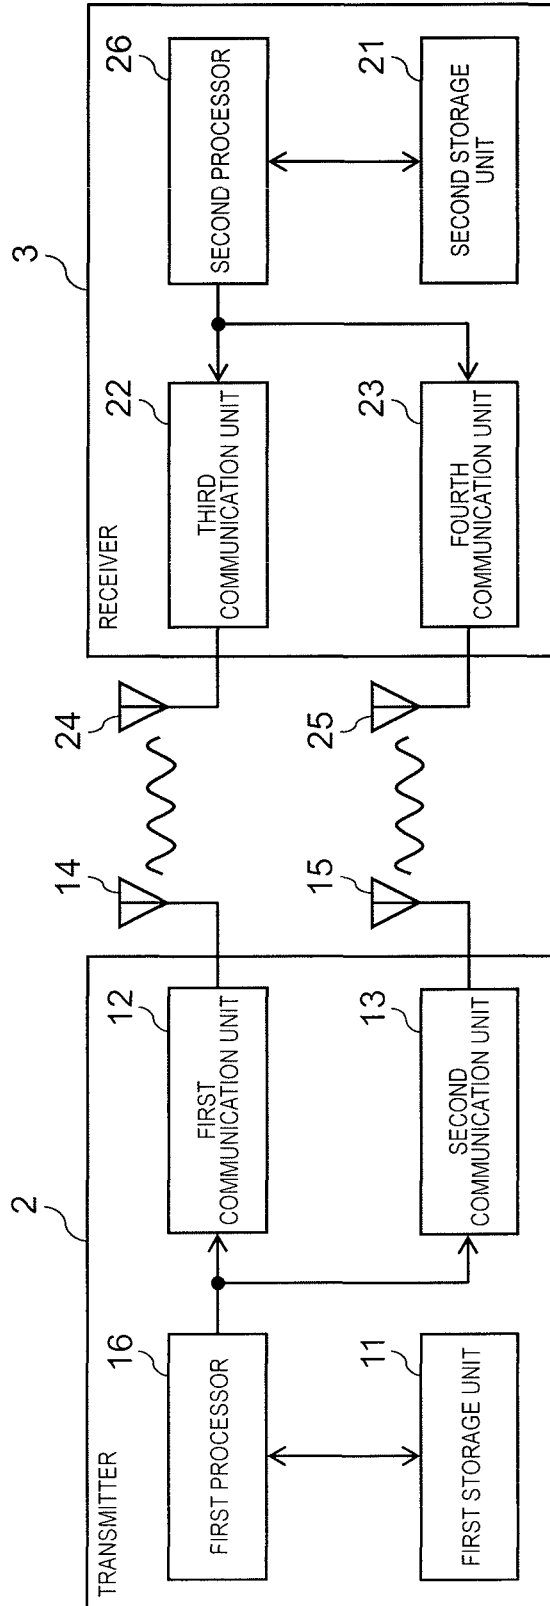 2
TRANSMITTER
16
FIRST PROCESSOR
11
FIRST STORAGE UNIT
12
FIRST
COMMUNICATION UNIT
13
SECOND
COMMUNICATION UNIT
14
15
24
25
3
RECEIVER
22
THIRD
COMMUNICATION UNIT
23
FOURTH
COMMUNICATION UNIT
26
SECOND PROCESSOR
21
SECOND STORAGE
UNIT